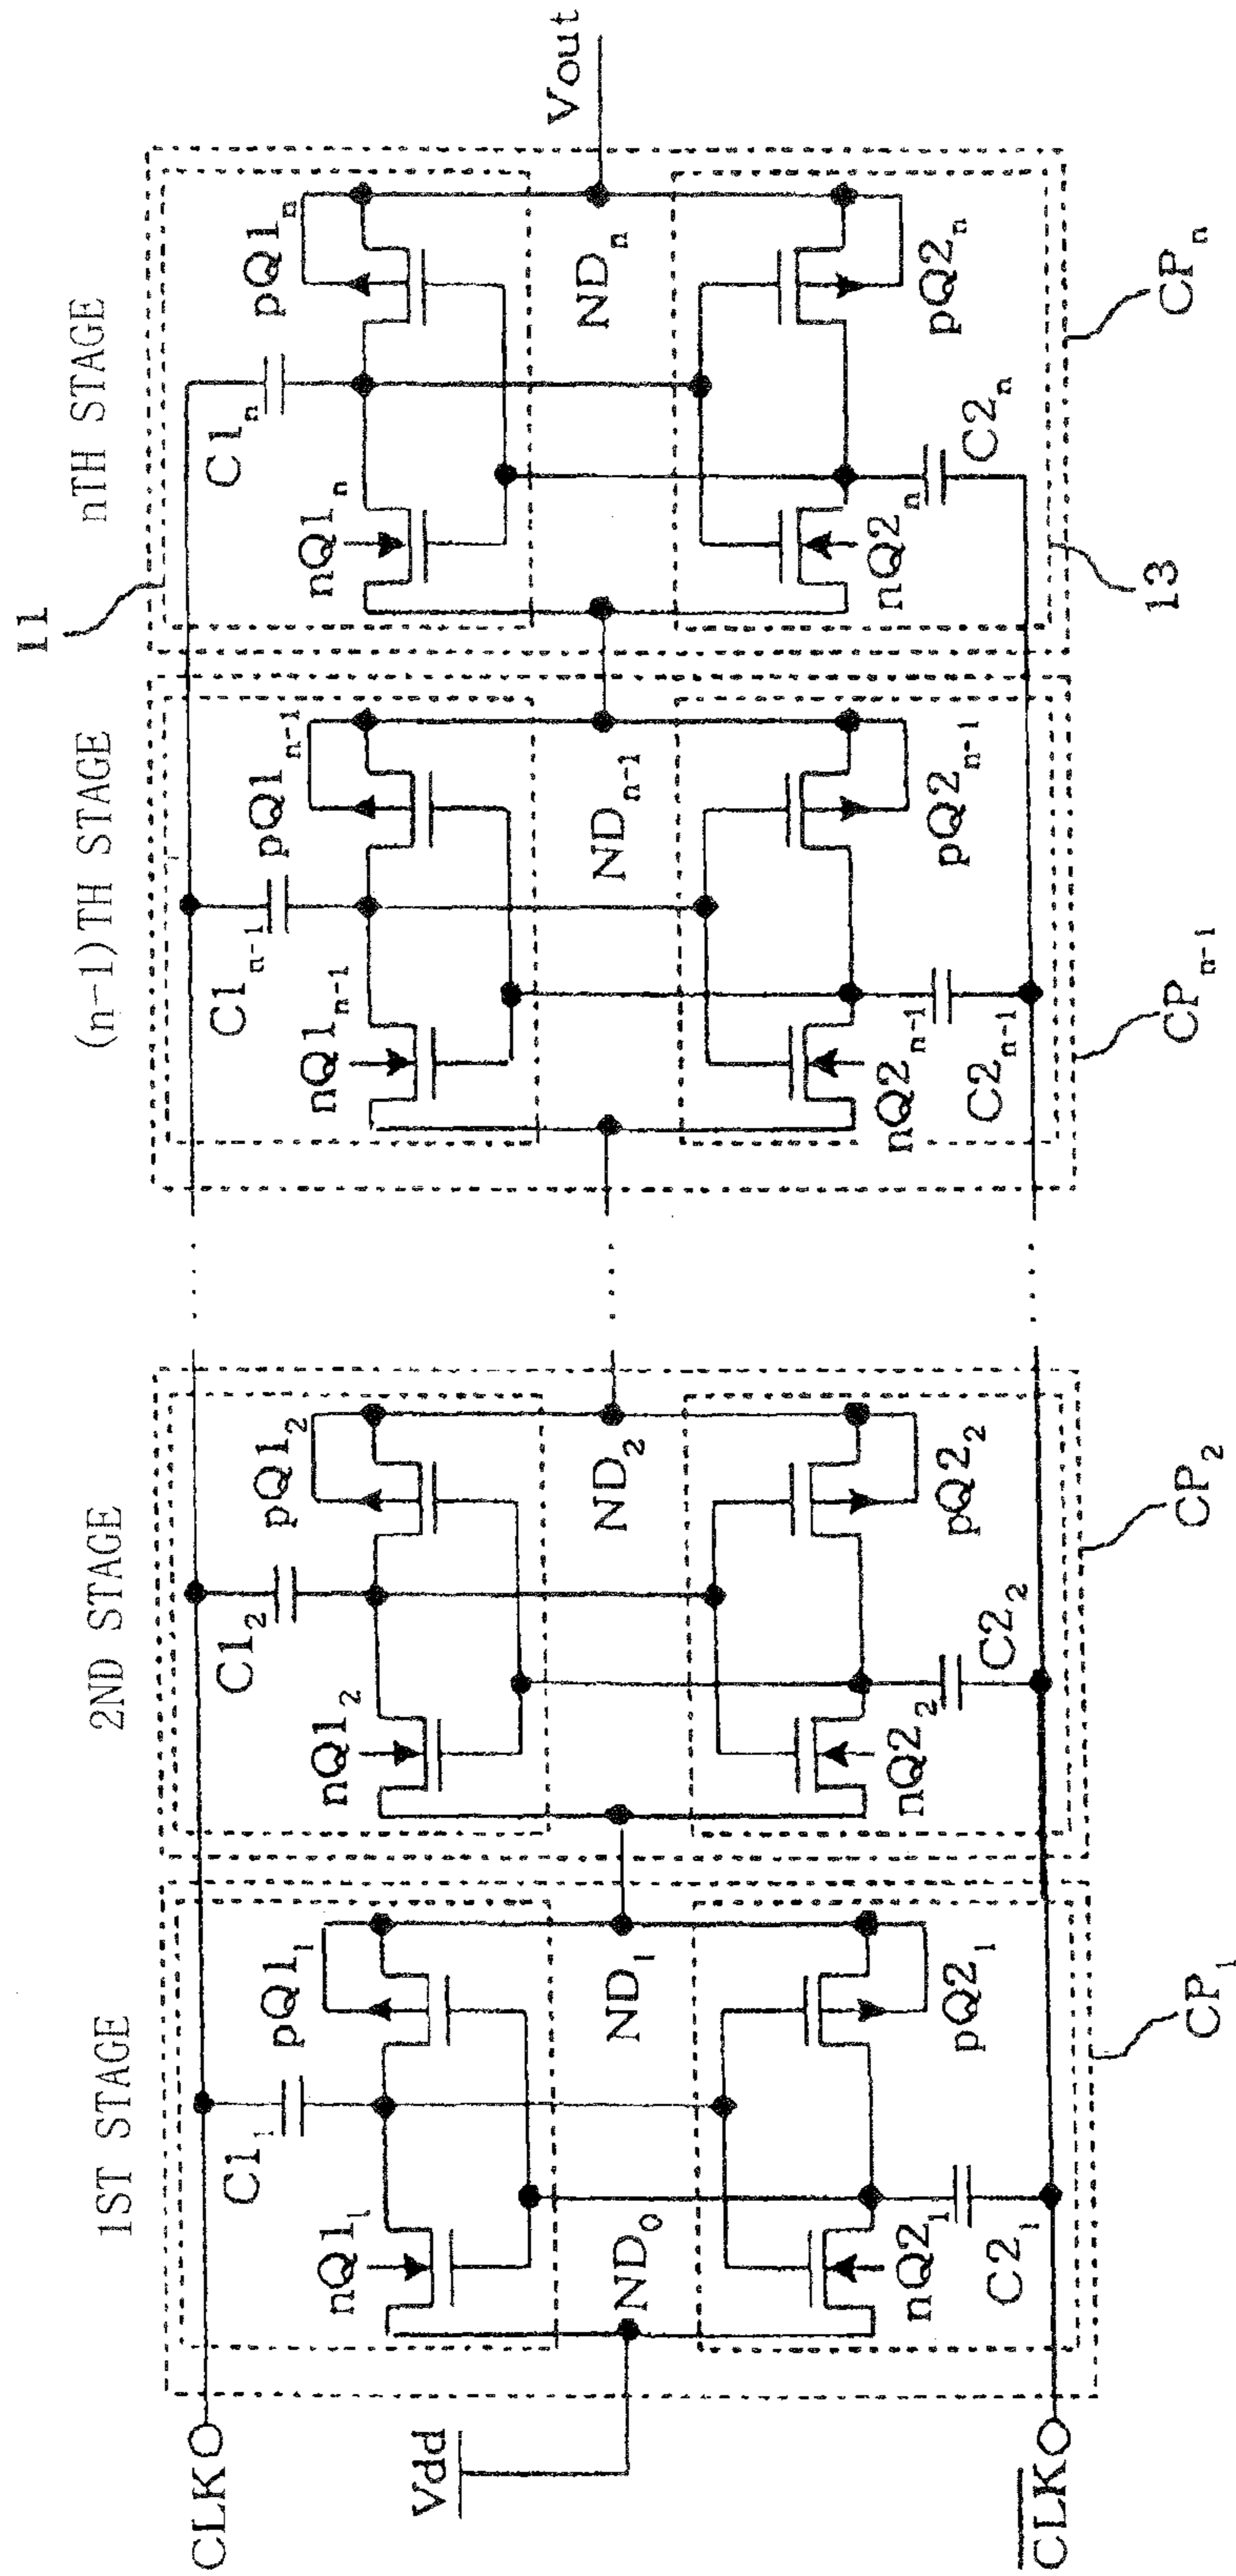 1ST STAGE
2ND STAGE
(n-1)TH STAGE
nTH STAGE
11
CLK
C1₁
pQ1₁
C1₂
pQ1₂
C1ₙ₋₁
pQ1ₙ₋₁
C1ₙ
pQ1ₙ
nQ1₁
nQ1₂
nQ1ₙ₋₁
nQ1ₙ
Vdd
ND₀
ND₁
ND₂
NDₙ₋₁
NDₙ
Vout
. . . .
. . . .
. . . .
nQ2₁
pQ2₁
nQ2₂
pQ2₂
nQ2ₙ₋₁
pQ2ₙ₋₁
nQ2ₙ
pQ2ₙ
C2₁
C2₂
C2ₙ₋₁
C2ₙ
C̅L̅K̅
CP₁
CP₂
CPₙ₋₁
13
CPₙ